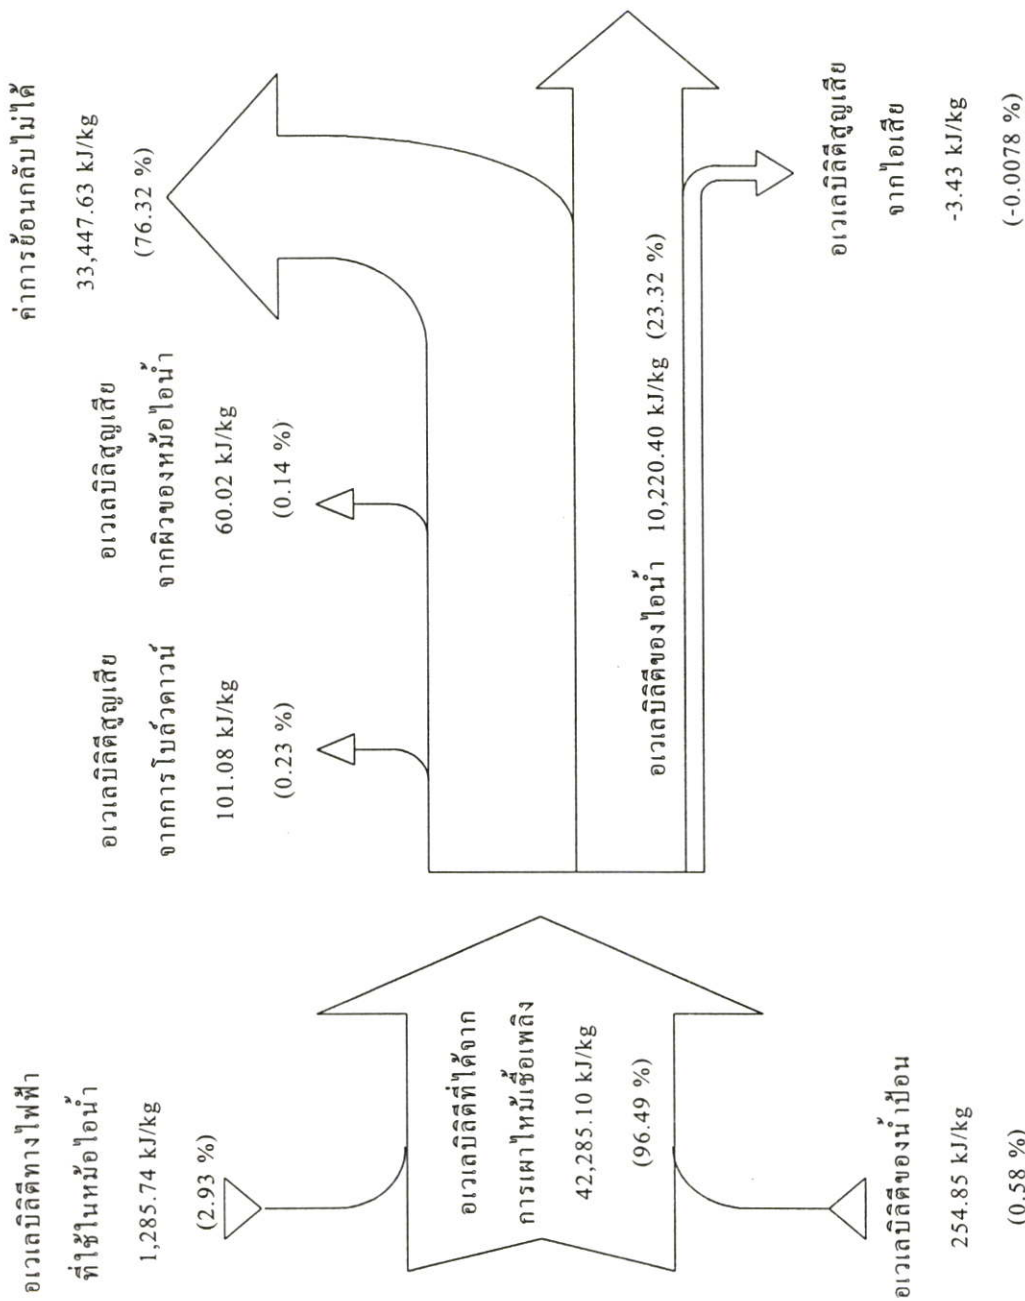 อเวเลบิลิตีทางไฟฟ้า
ที่ใช้ในหม้อไอน้ำ
1,285.74 kJ/kg
(2.93 %)
อเวเลบิลิตีที่ได้จาก
การเผาไหม้เชื้อเพลิง
42,285.10 kJ/kg
(96.49 %)
อเวเลบิลิตีของน้ำป้อน
254.85 kJ/kg
(0.58 %)
อเวเลบิลิตีสูญเสีย
จากการโบล์วดาวน์
101.08 kJ/kg
(0.23 %)
อเวเลบิลิสูญเสีย
จากผิวของหม้อไอน้ำ
60.02 kJ/kg
(0.14 %)
ค่าการย้อนกลับไม่ได้
33,447.63 kJ/kg
(76.32 %)
อเวเลบิลิตีของไอน้ำ 10,220.40 kJ/kg (23.32 %)
อเวเลบิลิตีสูญเสีย
จากไอเสีย
-3.43 kJ/kg
(-0.0078 %)